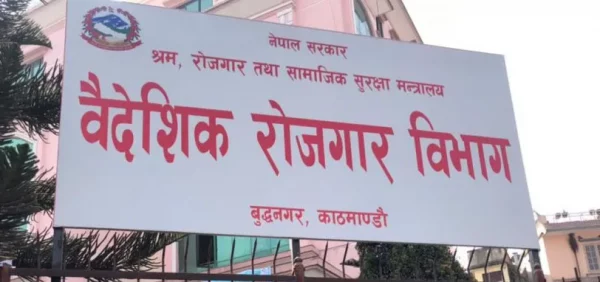 नेपाल सरकार
श्रम, रोजगार तथा सामाजिक सुरक्षा मन्त्रालय
वैदेशिक रोजगार विभाग
बुद्धनगर, काठमाण्डौ